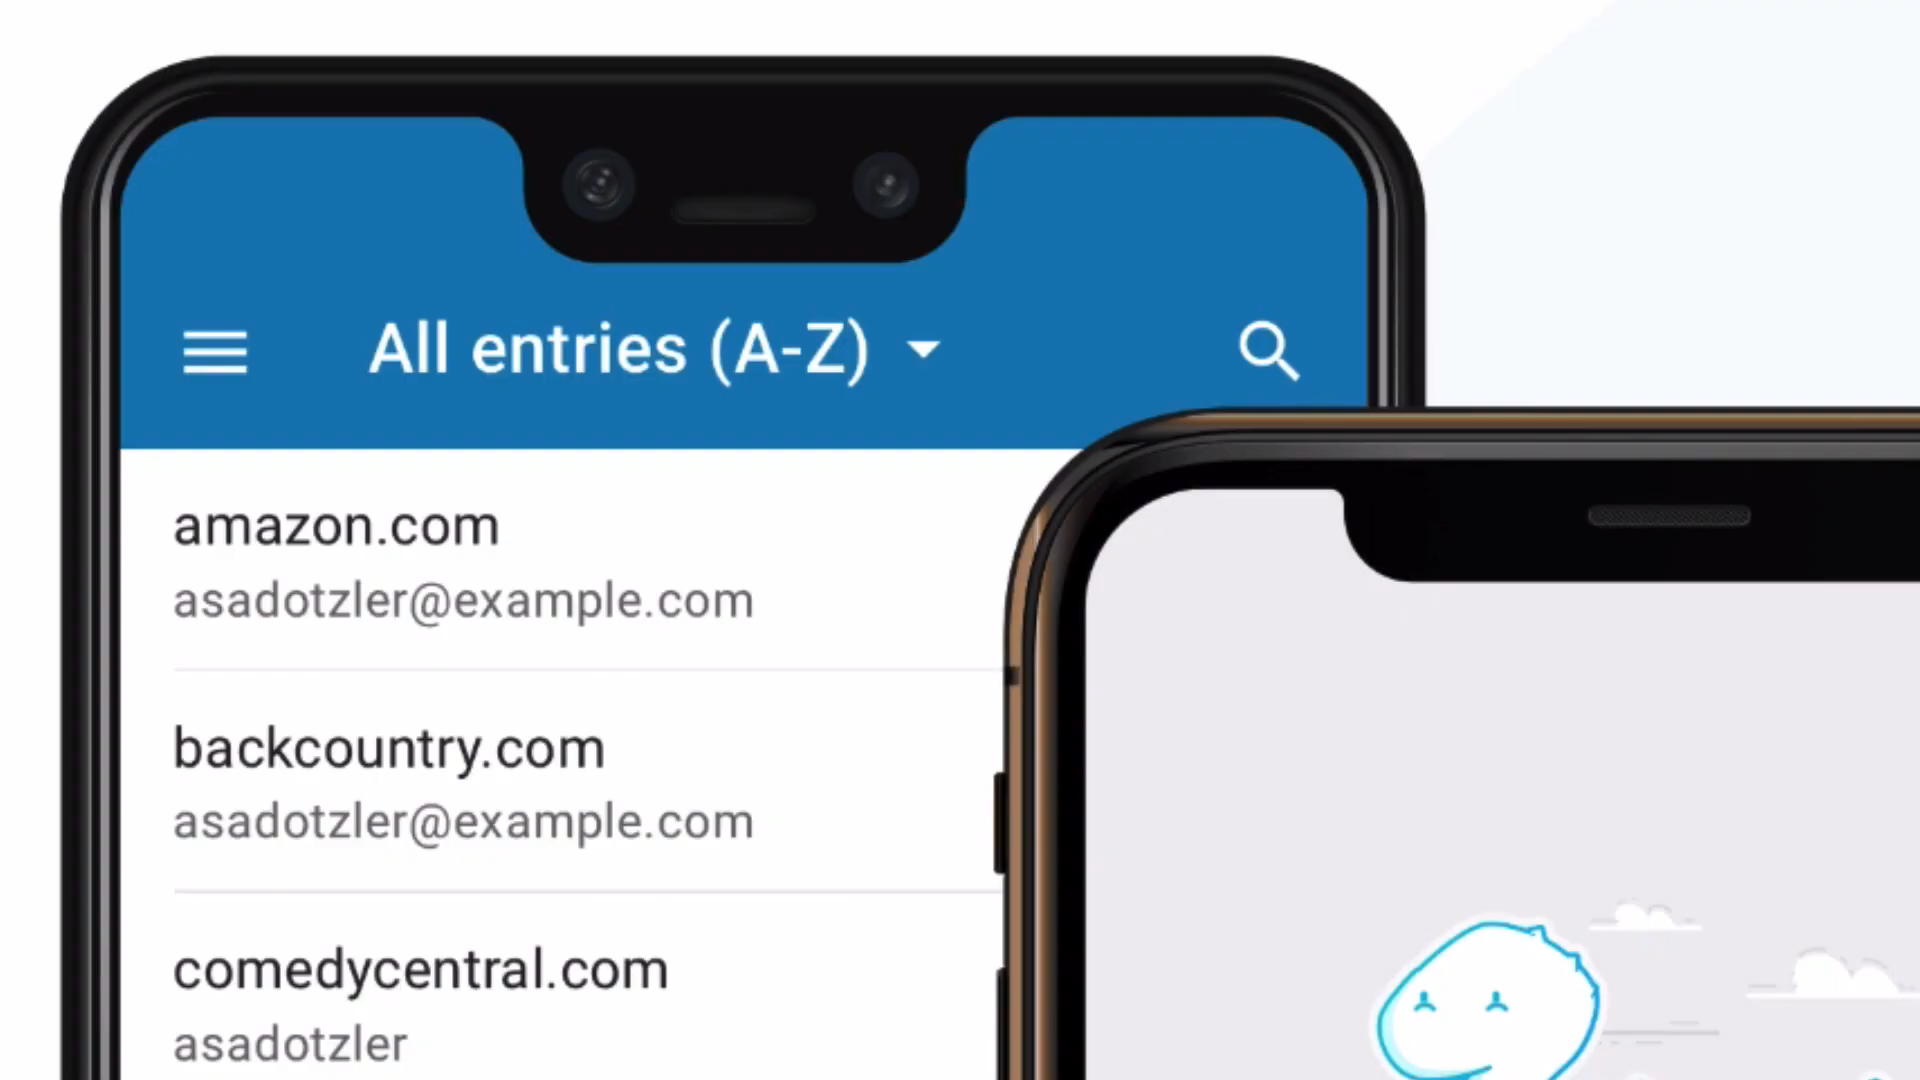 All entries (A-Z)
amazon.com
asadotzler@example.com
backcountry.com
asadotzler@example.com
comedycentral.com
asadotzler